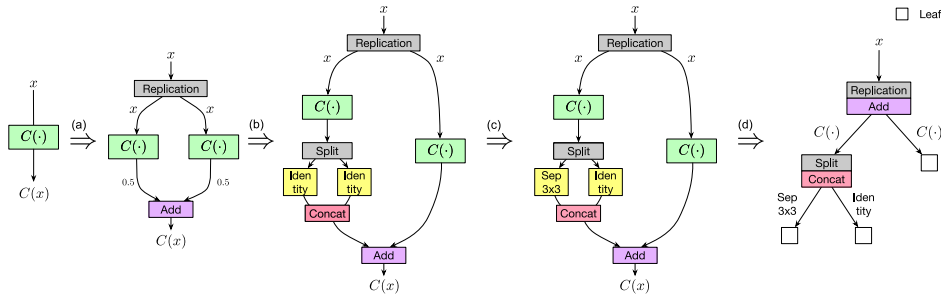 x
C(·)
C(x)
(a)
x
Replication
x
x
C(·)
C(·)
0.5
0.5
Add
C(x)
(b)
x
Replication
x
x
C(·)
Split
Iden
tity
Iden
tity
Concat
C(·)
Add
C(x)
(c)
x
Replication
x
x
C(·)
Split
Sep
3x3
Iden
tity
Concat
C(·)
Add
C(x)
(d)
Leaf
x
Replication
Add
C(·)
C(·)
Split
Concat
Sep
3x3
Iden
tity